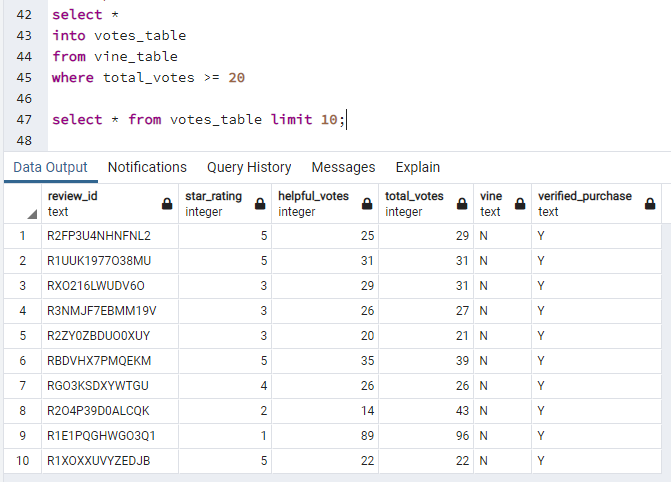 42 select *
43 into votes_table
44 from vine_table
45 where total_votes >= 20
46
47 select * from votes_table limit 10;
48
Data Output Notifications Query History Messages Explain
review_id star_rating helpful_votes total_votes vine verified_purchase
text integer integer integer text text
1 R2FP3U4NHNFNL2 5 25 29 N Y
2 R1UUK1977O38MU 5 31 31 N Y
3 RXO216LWUDV6O 3 29 31 N Y
4 R3NMJF7EBMM19V 3 26 27 N Y
5 R2ZY0ZBDUO0XUY 3 20 21 N Y
6 RBDVHX7PMQEKM 5 35 39 N Y
7 RGO3KSDXYWTGU 4 26 26 N Y
8 R2O4P39D0ALCQK 2 14 43 N Y
9 R1E1PQGHWGO3Q1 1 89 96 N Y
10 R1XOXXUVYZEDJB 5 22 22 N Y